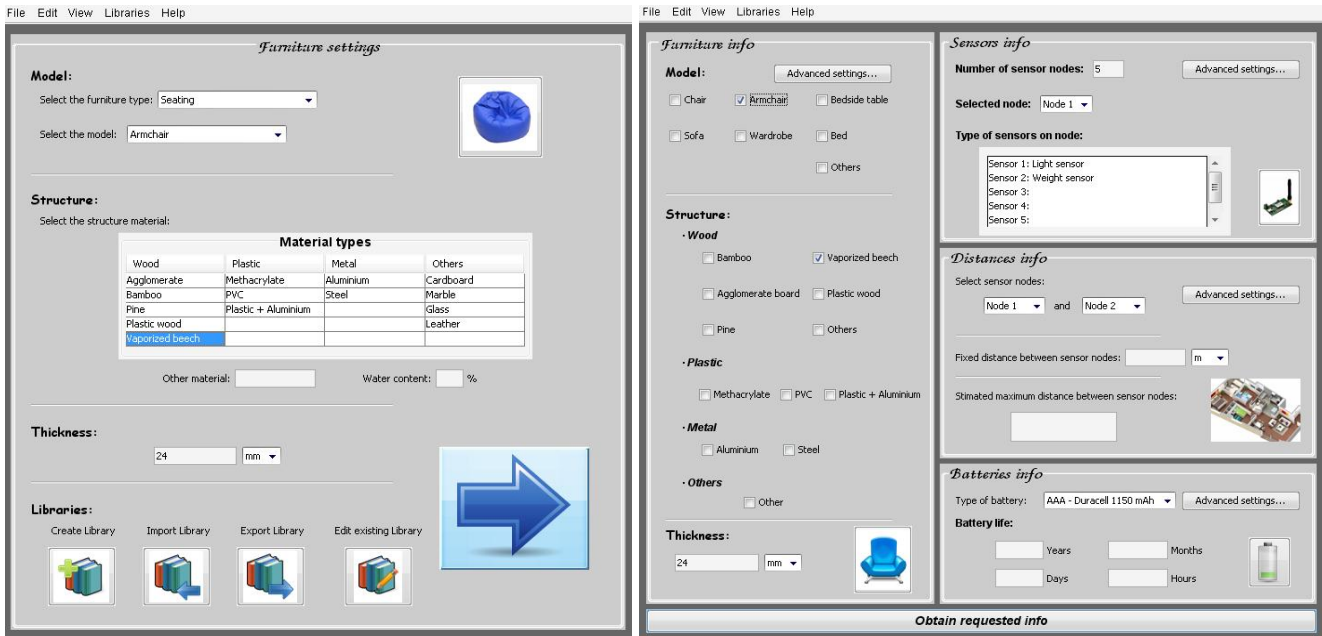 File Edit View Libraries Help
Furniture settings
Model:
Select the furniture type: Seating
Select the model: Armchair
Structure:
Select the structure material:
Material types
Wood Plastic Metal Others
Agglomerate Methacrylate Aluminium Cardboard
Bamboo PVC Steel Marble
Pine Plastic + Aluminium Glass
Plastic wood Leather
Vaporized beech
Other material: Water content: %
Thickness:
24 mm
Libraries:
Create Library Import Library Export Library Edit existing Library
File Edit View Libraries Help
Furniture info
Model: Advanced settings...
Chair Armchair Bedside table
Sofa Wardrobe Bed
Others
Structure:
· Wood
Bamboo Vaporized beech
Agglomerate board Plastic wood
Pine Others
· Plastic
Methacrylate PVC Plastic + Aluminium
· Metal
Aluminium Steel
· Others
Other
Thickness:
24 mm
Sensors info
Number of sensor nodes: 5 Advanced settings...
Selected node: Node 1
Type of sensors on node:
Sensor 1: Light sensor
Sensor 2: Weight sensor
Sensor 3:
Sensor 4:
Sensor 5:
Distances info
Select sensor nodes:
Advanced settings...
Node 1 and Node 2
Fixed distance between sensor nodes: m
Stimated maximum distance between sensor nodes:
Batteries info
Type of battery: AAA - Duracell 1150 mAh Advanced settings...
Battery life:
Years Months
Days Hours
Obtain requested info